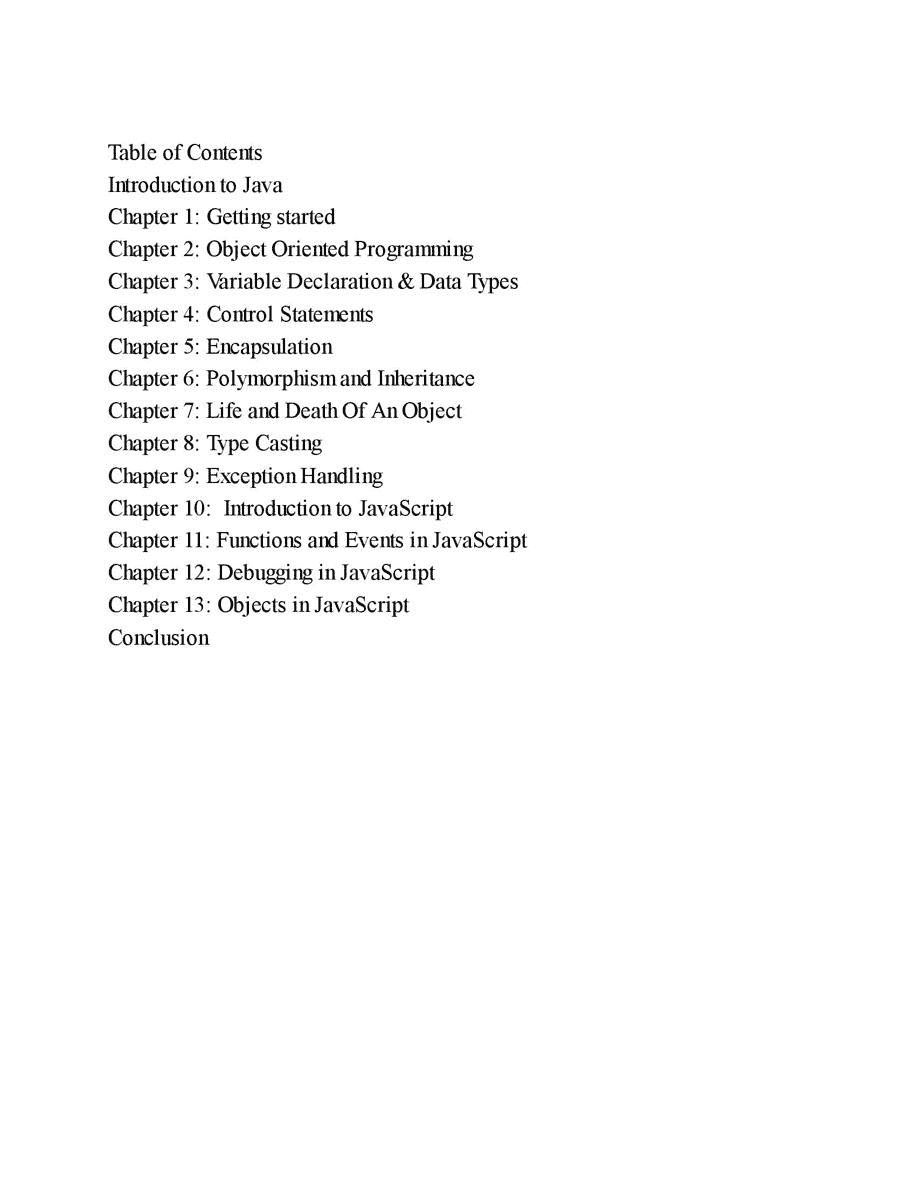 Table of Contents
Introduction to Java
Chapter 1: Getting started
Chapter 2: Object Oriented Programming
Chapter 3: Variable Declaration & Data Types
Chapter 4: Control Statements
Chapter 5: Encapsulation
Chapter 6: Polymorphism and Inheritance
Chapter 7: Life and Death Of An Object
Chapter 8: Type Casting
Chapter 9: Exception Handling
Chapter 10:  Introduction to JavaScript
Chapter 11: Functions and Events in JavaScript
Chapter 12: Debugging in JavaScript
Chapter 13: Objects in JavaScript
Conclusion